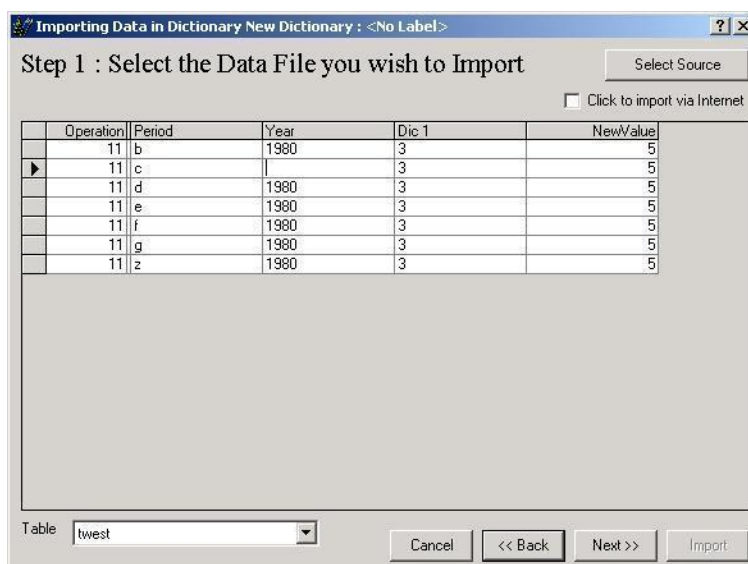 Importing Data in Dictionary New Dictionary : <No Label>
Step 1 : Select the Data File you wish to Import
Select Source
Click to import via Internet
Operation Period Year Dic 1 NewValue
11 b 1980 3 5
11 c 3 5
11 d 1980 3 5
11 e 1980 3 5
11 f 1980 3 5
11 g 1980 3 5
11 z 1980 3 5
Table twest
Cancel << Back Next >> Import